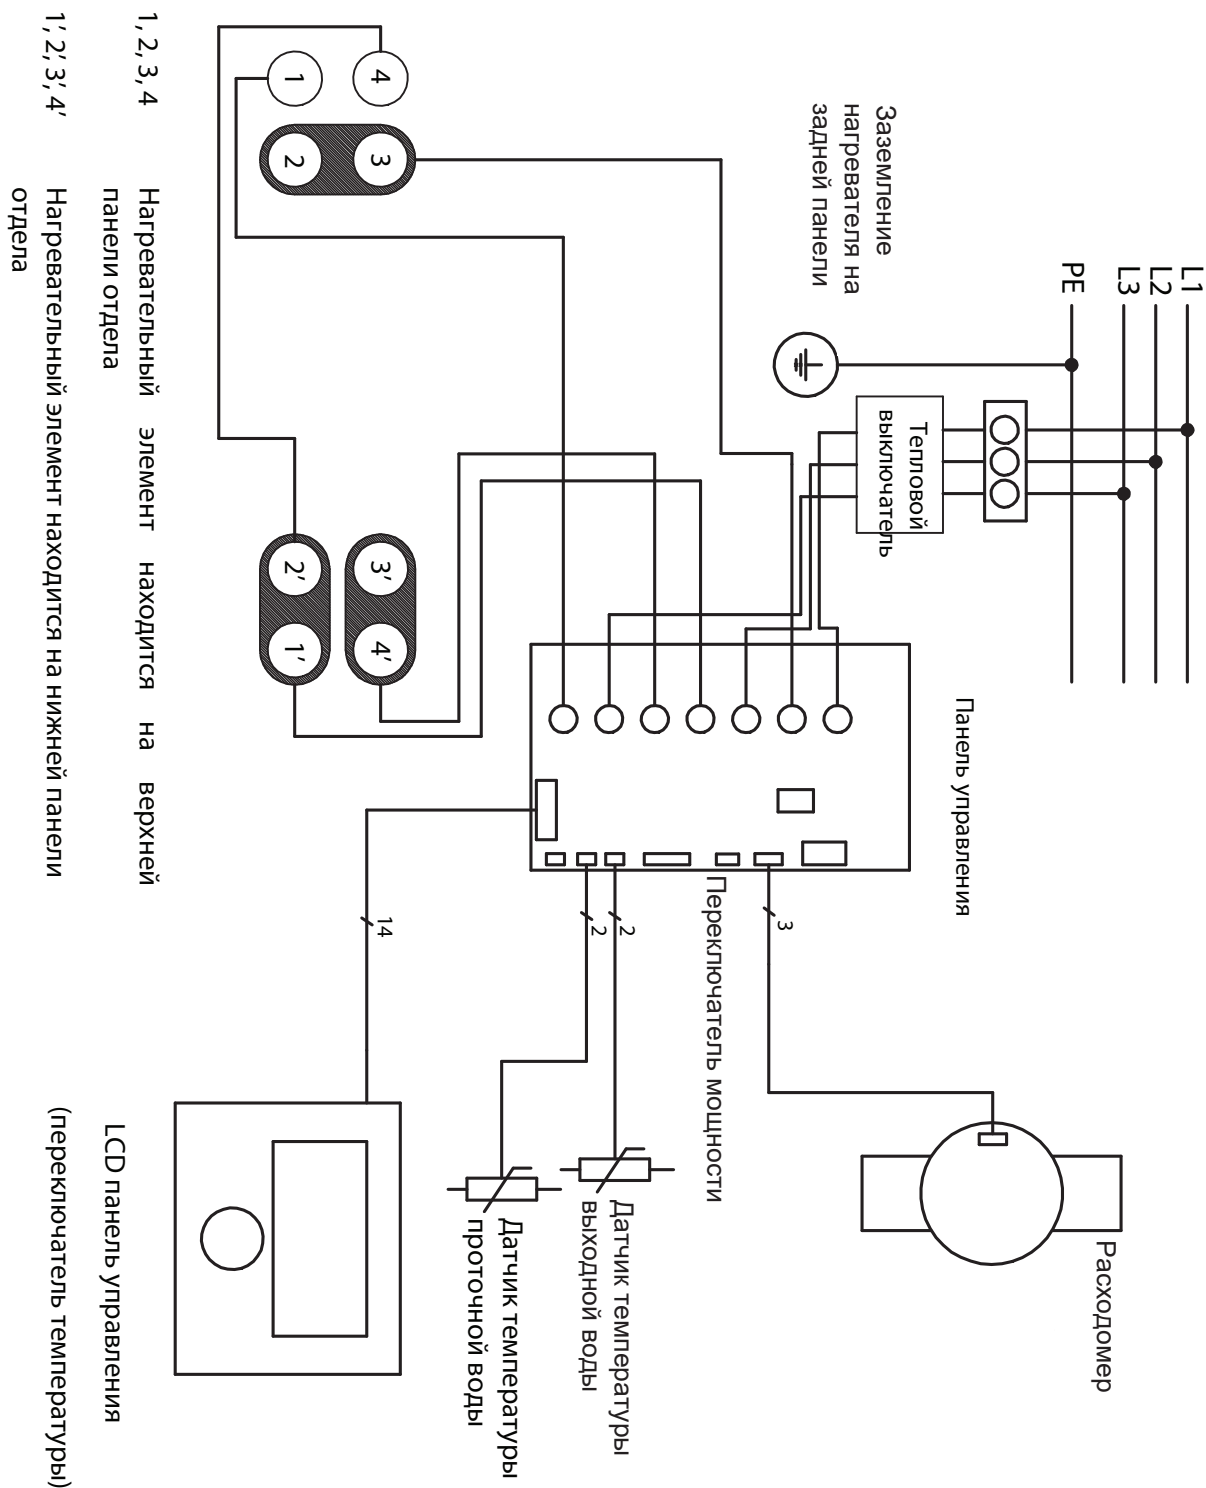 L1
L2
L3
PE
Заземление
нагревателя на
задней панели
Тепловой
выключатель
Панель управления
Переключатель мощности
Расходомер
3
2
2
14
Датчик температуры
выходной воды
Датчик температуры
проточной воды
LCD панель управления
(переключатель температуры)
4
1
3
2
3′
4′
2′
1′
1, 2, 3, 4 Нагревательный элемент находится на верхней
панели отдела
1′, 2′, 3′, 4′ Нагревательный элемент находится на нижней панели
отдела